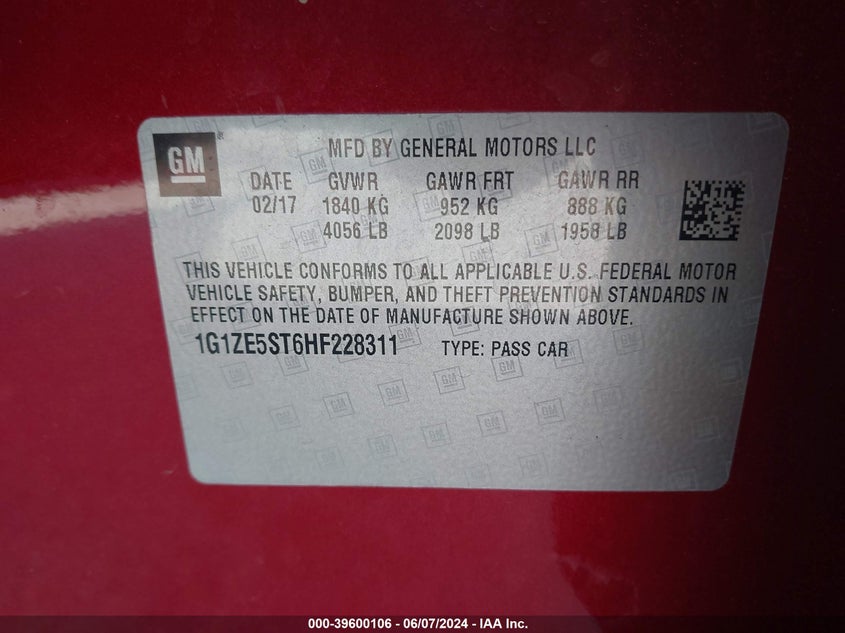 GM
MFD BY GENERAL MOTORS LLC
DATE GVWR GAWR FRT GAWR RR
02/17 1840 KG 952 KG 888 KG
4056 LB 2098 LB 1958 LB
THIS VEHICLE CONFORMS TO ALL APPLICABLE U.S. FEDERAL MOTOR
VEHICLE SAFETY, BUMPER, AND THEFT PREVENTION STANDARDS IN
EFFECT ON THE DATE OF MANUFACTURE SHOWN ABOVE.
1G1ZE5ST6HF228311 TYPE: PASS CAR
000-39600106 - 06/07/2024 - IAA Inc.